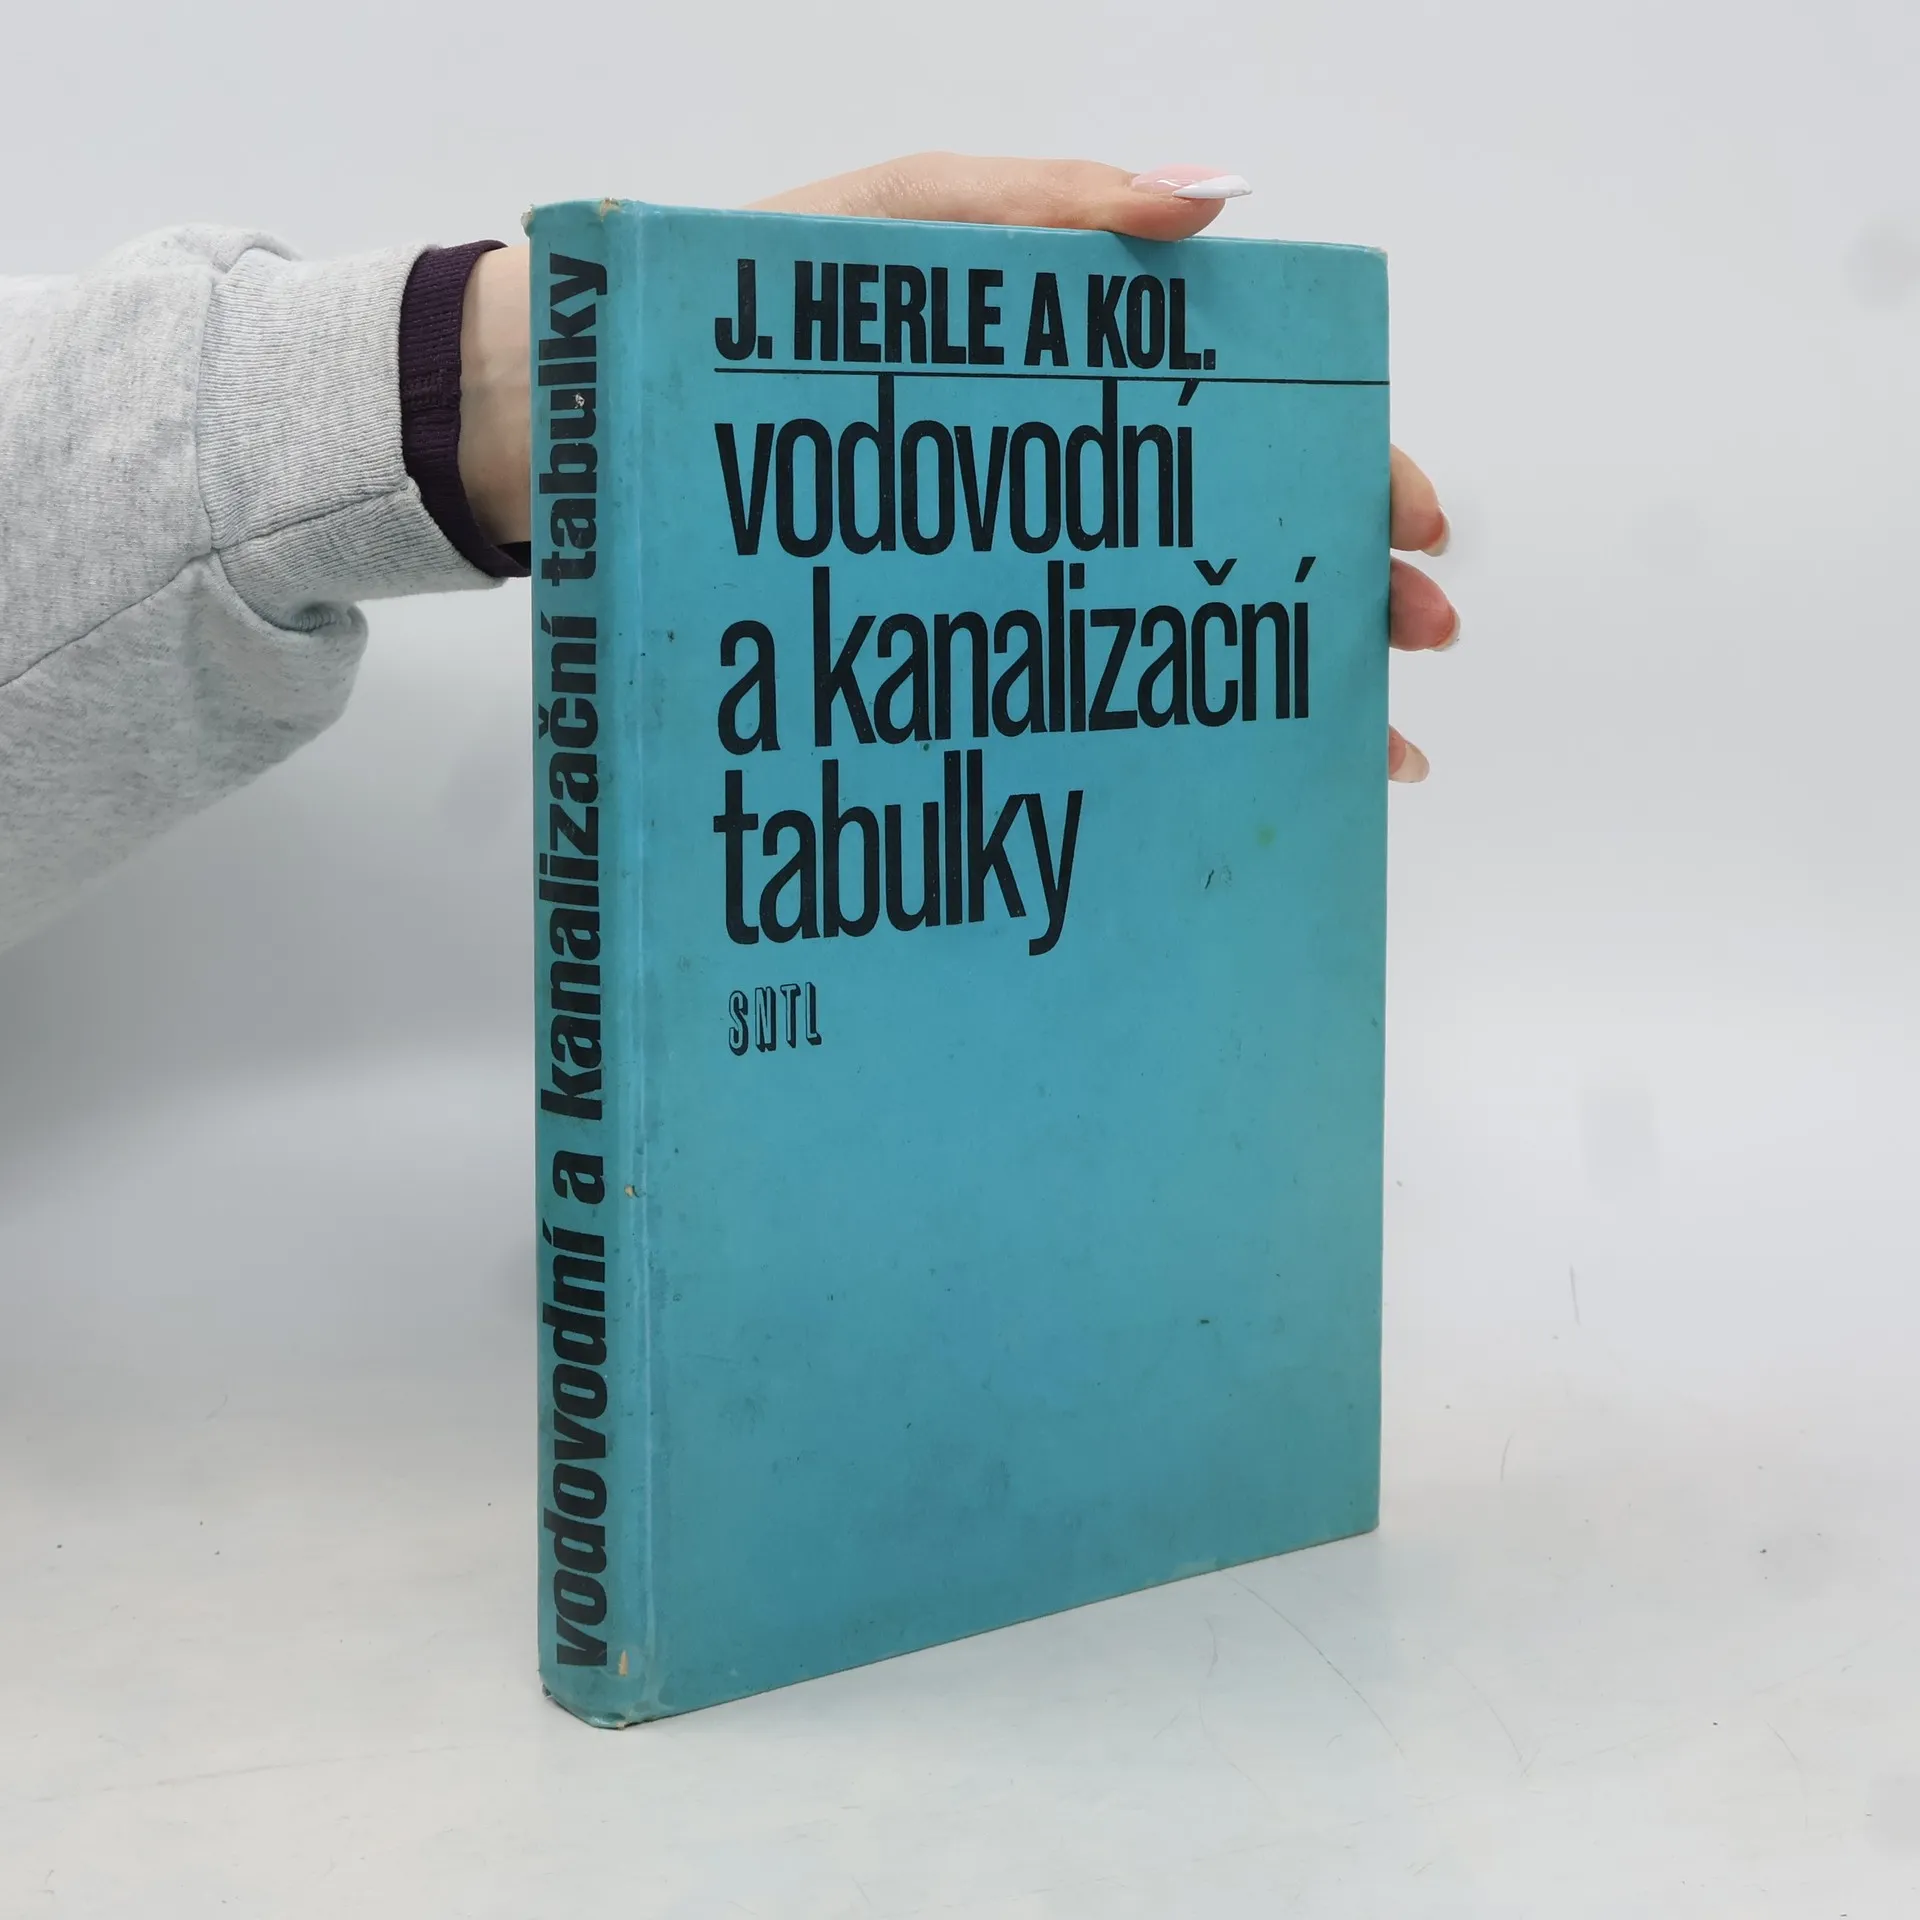 vodovodní a kanalizační tabulky
J. HERLE A KOL.
vodovodní
a kanalizační
tabulky
SNTL